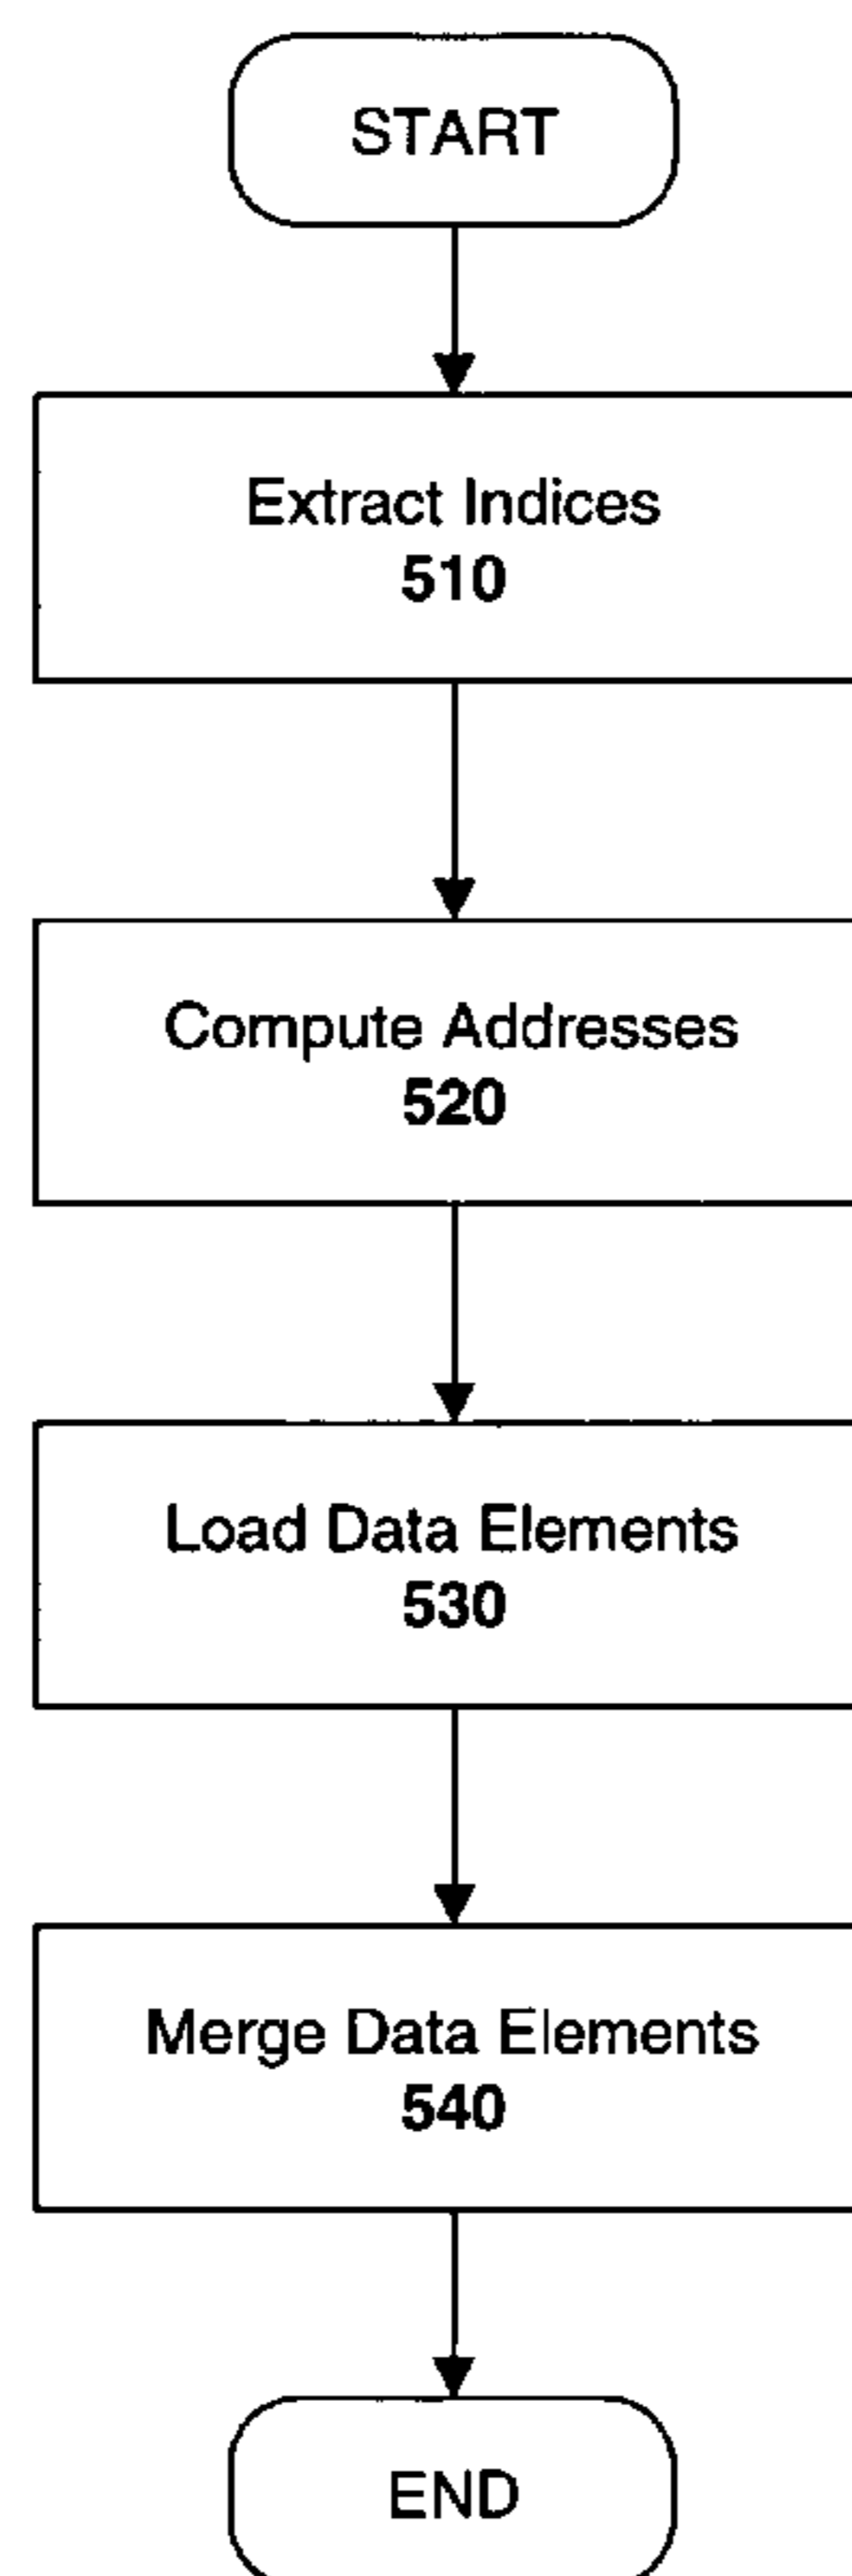 START
Extract Indices
510
Compute Addresses
520
Load Data Elements
530
Merge Data Elements
540
END